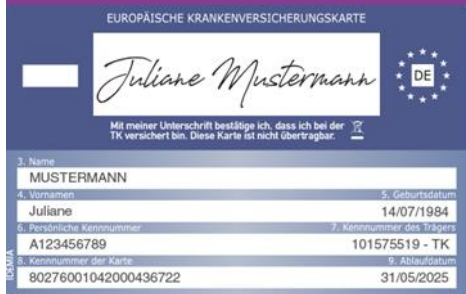 EUROPÄISCHE KRANKENVERSICHERUNGSKARTE
Juliane Mustermann
DE
Mit meiner Unterschrift bestätige ich, dass ich bei der
TK versichert bin. Diese Karte ist nicht übertragbar.
3. Name
MUSTERMANN
4. Vornamen 5. Geburtsdatum
Juliane 14/07/1984
6. Persönliche Kennnummer 7. Kennnummer des Trägers
A123456789 101575519 - TK
8. Kennnummer der Karte 9. Ablaufdatum
80276001042000436722 31/05/2025
IDEMIA